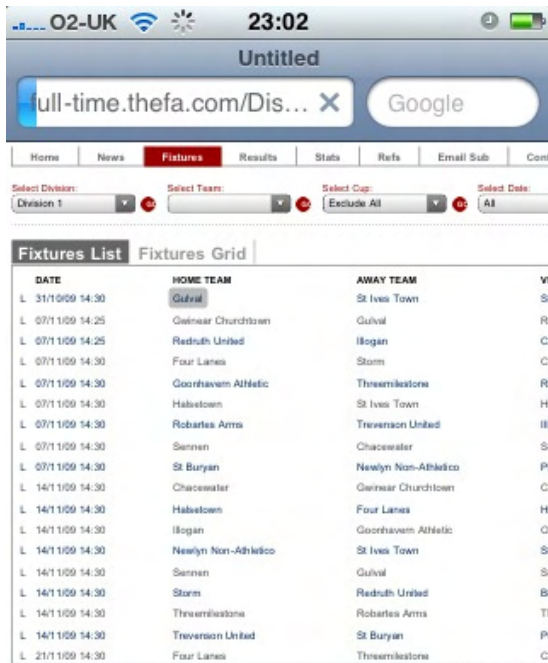 O2-UK 23:02
Untitled
full-time.thefa.com/Dis... Google
Home News Fixtures Results Stats Refs Email Sub
Select Division: Select Team: Select Cup: Select Date:
Division 1 Exclude All All
Fixtures List Fixtures Grid
DATE HOME TEAM AWAY TEAM
L 31/10/09 14:30 Gulval St Ives Town
L 07/11/09 14:25 Gwinear Churchtown Gulval
L 07/11/09 14:25 Redruth United Illogan
L 07/11/09 14:30 Four Lanes Storm
L 07/11/09 14:30 Goonhavern Athletic Threemilestone
L 07/11/09 14:30 Halsetown St Ives Town
L 07/11/09 14:30 Robartes Arms Trevenson United
L 07/11/09 14:30 Sennen Chacewater
L 07/11/09 14:30 St Buryan Newlyn Non-Athletico
L 14/11/09 14:30 Chacewater Gwinear Churchtown
L 14/11/09 14:30 Halsetown Four Lanes
L 14/11/09 14:30 Illogan Goonhavern Athletic
L 14/11/09 14:30 Newlyn Non-Athletico St Ives Town
L 14/11/09 14:30 Sennen Gulval
L 14/11/09 14:30 Storm Redruth United
L 14/11/09 14:30 Threemilestone Robartes Arms
L 14/11/09 14:30 Trevenson United St Buryan
L 21/11/09 14:30 Four Lanes Threemilestone